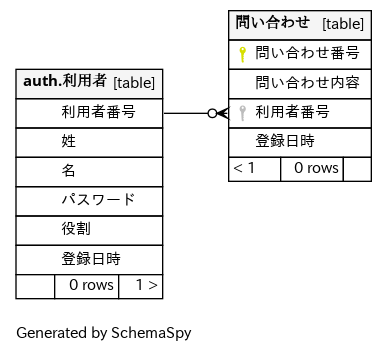 問い合わせ [table]
問い合わせ番号
問い合わせ内容
利用者番号
登録日時
< 1 0 rows
auth.利用者 [table]
利用者番号
姓
名
パスワード
役割
登録日時
0 rows 1 >
Generated by SchemaSpy